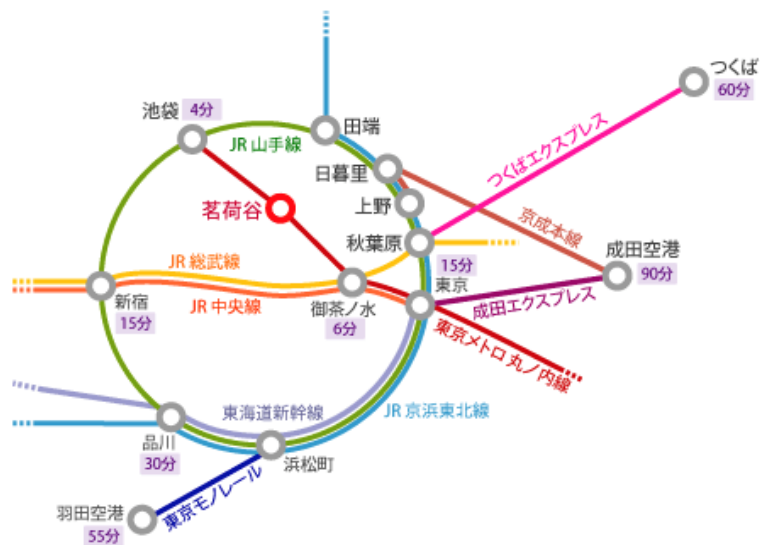 つくば
60分
池袋
4分
田端
JR 山手線
日暮里
つくばエクスプレス
茗荷谷
上野
京成本線
秋葉原
成田空港
90分
15分
JR 総武線
東京
新宿
15分
JR 中央線
御茶ノ水
6分
成田エクスプレス
東京メトロ 丸ノ内線
東海道新幹線
JR 京浜東北線
品川
30分
浜松町
東京モノレール
羽田空港
55分